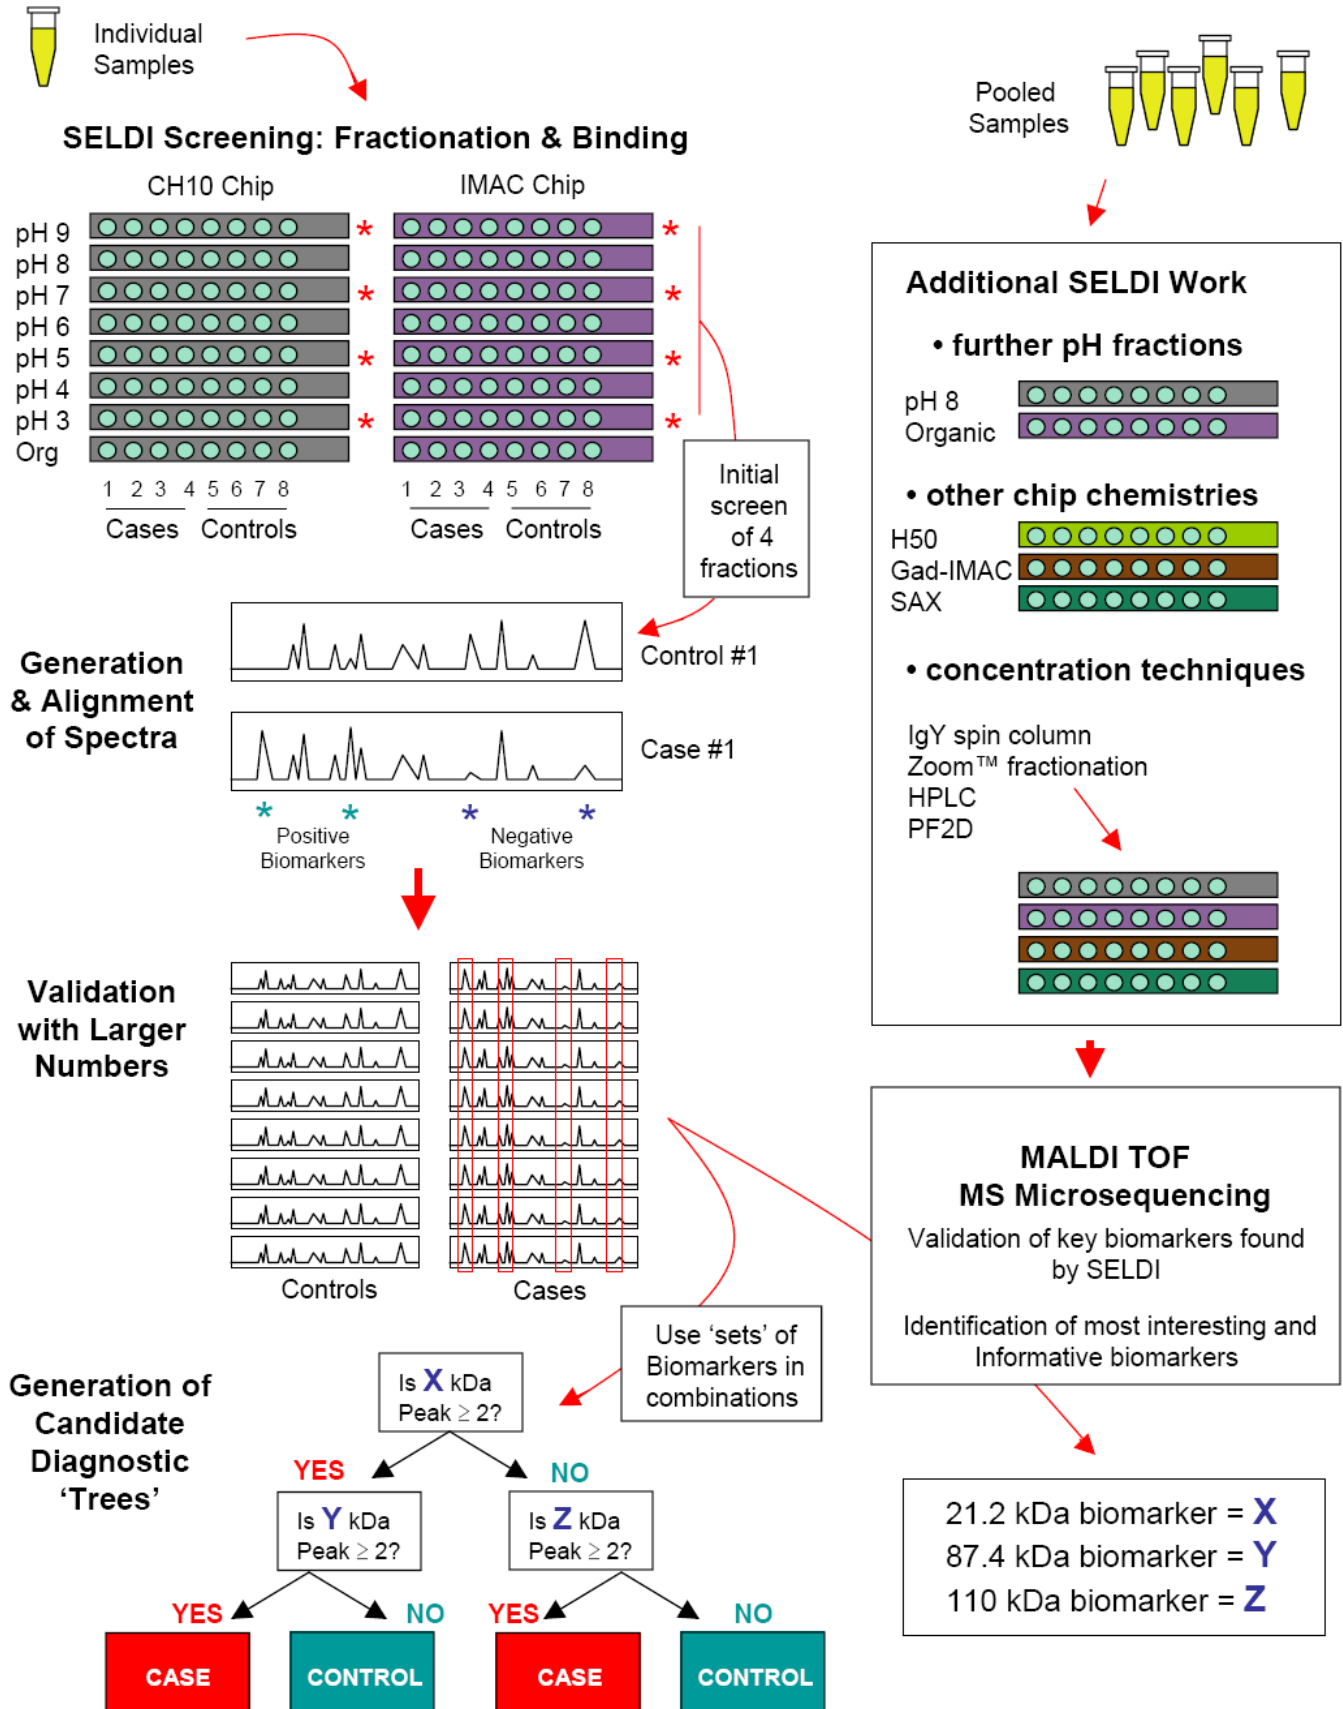 Individual
Samples
SELDI Screening: Fractionation & Binding
CH10 Chip
IMAC Chip
pH 9
pH 8
pH 7
pH 6
pH 5
pH 4
pH 3
Org
* *
* *
* *
* *
1 2 3 4 5 6 7 8
Cases Controls
1 2 3 4 5 6 7 8
Cases Controls
Initial
screen
of 4
fractions
Generation
& Alignment
of Spectra
Control #1
Case #1
* * * *
Positive
Biomarkers
Negative
Biomarkers
Validation
with Larger
Numbers
Controls
Cases
Use ‘sets’ of
Biomarkers in
combinations
Generation of
Candidate
Diagnostic
‘Trees’
Is X kDa
Peak ≥ 2?
YES
NO
Is Y kDa
Peak ≥ 2?
Is Z kDa
Peak ≥ 2?
YES
NO
YES
NO
CASE
CONTROL
CASE
CONTROL
Pooled
Samples
Additional SELDI Work
• further pH fractions
pH 8
Organic
• other chip chemistries
H50
Gad-IMAC
SAX
• concentration techniques
IgY spin column
Zoom™ fractionation
HPLC
PF2D
MALDI TOF
MS Microsequencing
Validation of key biomarkers found
by SELDI
Identification of most interesting and
Informative biomarkers
21.2 kDa biomarker = X
87.4 kDa biomarker = Y
110 kDa biomarker = Z